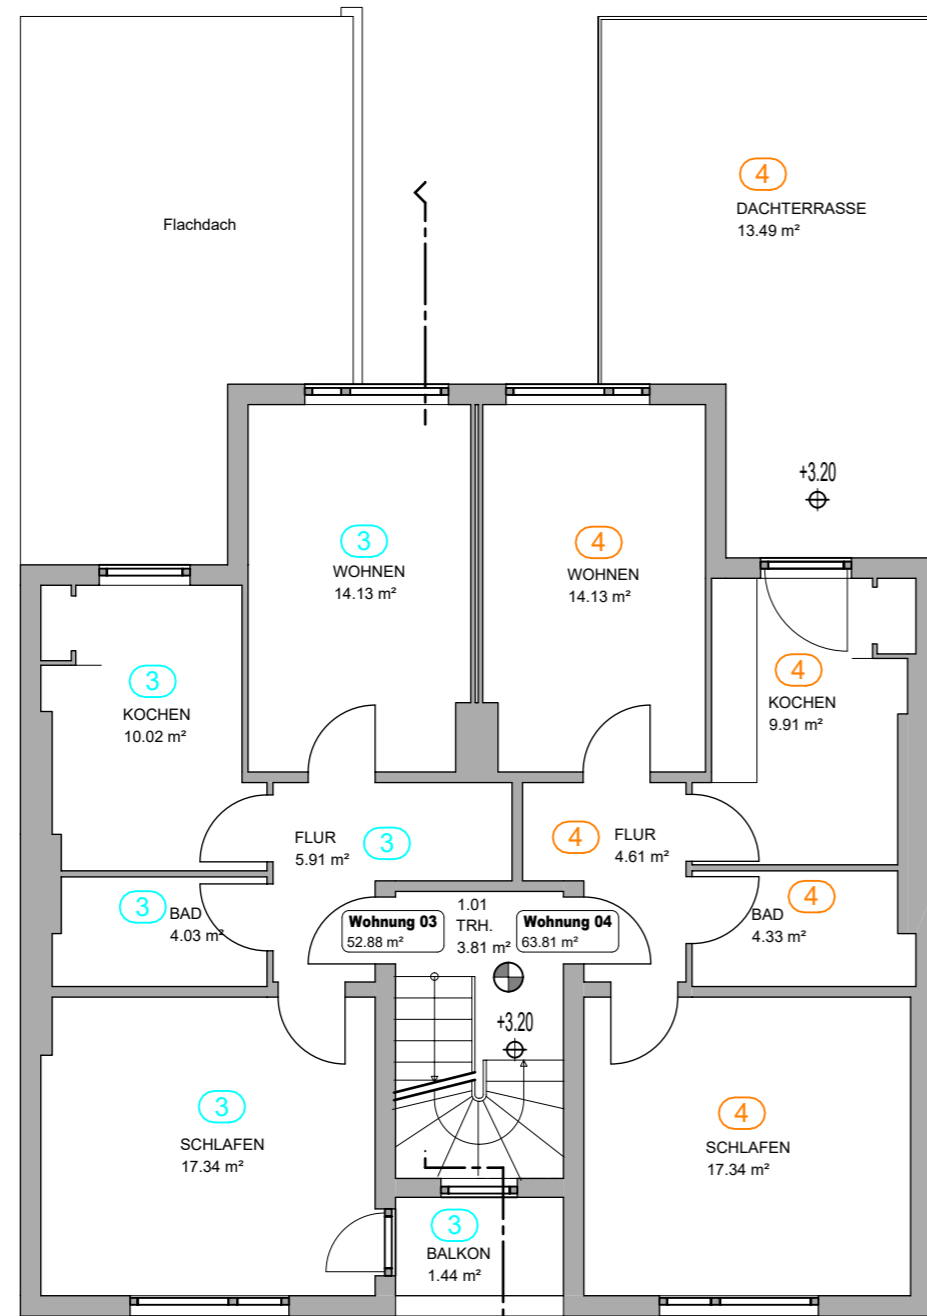 4
DACHTERRASSE
13.49 m²
Flachdach
+3.20
3
WOHNEN
14.13 m²
4
WOHNEN
14.13 m²
3
KOCHEN
10.02 m²
4
KOCHEN
9.91 m²
FLUR
5.91 m²
3
4
FLUR
4.61 m²
3
BAD
4.03 m²
Wohnung 03
52.88 m²
1.01
TRH.
3.81 m²
Wohnung 04
63.81 m²
4
BAD
4.33 m²
+3.20
3
SCHLAFEN
17.34 m²
4
SCHLAFEN
17.34 m²
3
BALKON
1.44 m²